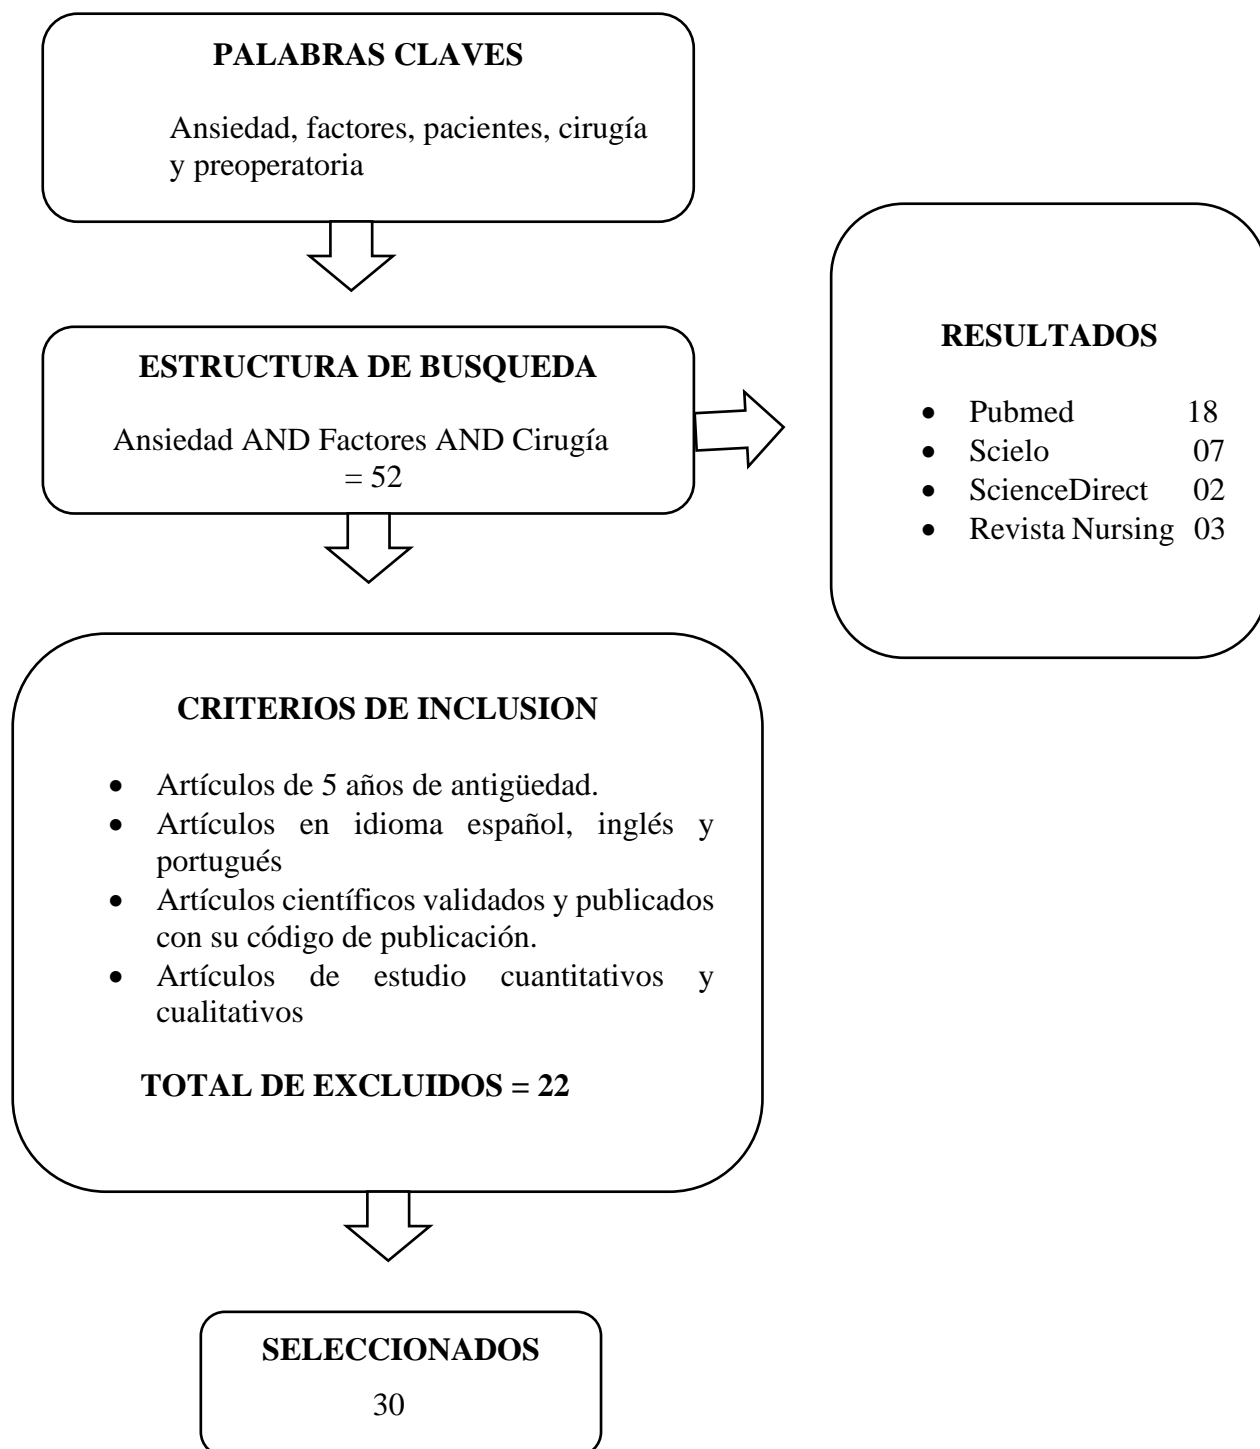 PALABRAS CLAVES
Ansiedad, factores, pacientes, cirugía
y preoperatoria
ESTRUCTURA DE BUSQUEDA
Ansiedad AND Factores AND Cirugía
= 52
RESULTADOS
• Pubmed 18
• Scielo 07
• ScienceDirect 02
• Revista Nursing 03
CRITERIOS DE INCLUSION
• Artículos de 5 años de antigüedad.
• Artículos en idioma español, inglés y
portugués
• Artículos científicos validados y publicados
con su código de publicación.
• Artículos de estudio cuantitativos y
cualitativos
TOTAL DE EXCLUIDOS = 22
SELECCIONADOS
30